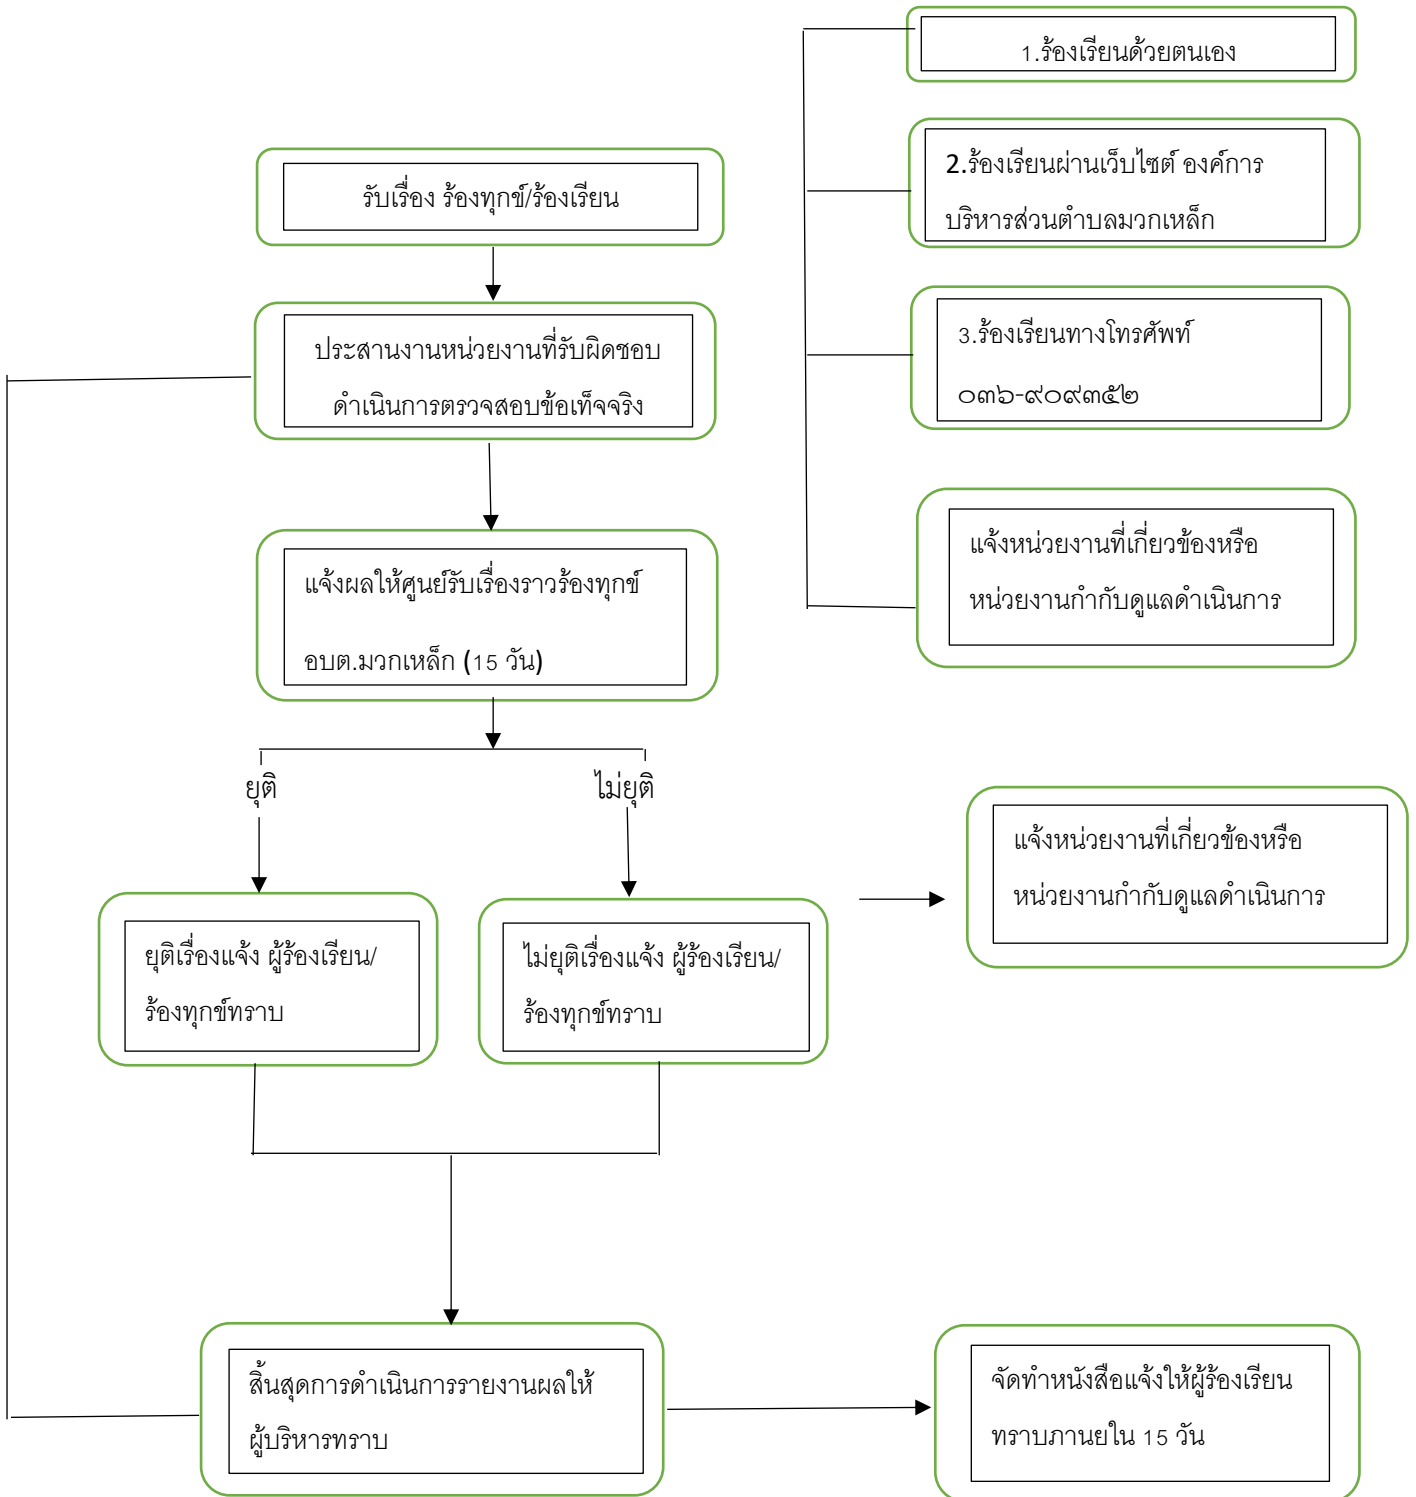 1.ร้องเรียนด้วยตนเอง
2.ร้องเรียนผ่านเว็บไซต์ องค์การ
บริหารส่วนตำบลมวกเหล็ก
รับเรื่อง ร้องทุกข์/ร้องเรียน
3.ร้องเรียนทางโทรศัพท์
๐๓๖-๙๐๙๓๕๒
ประสานงานหน่วยงานที่รับผิดชอบ
ดำเนินการตรวจสอบข้อเท็จจริง
แจ้งหน่วยงานที่เกี่ยวข้องหรือ
หน่วยงานกำกับดูแลดำเนินการ
แจ้งผลให้ศูนย์รับเรื่องราวร้องทุกข์
อบต.มวกเหล็ก (15 วัน)
ยุติ
ไม่ยุติ
แจ้งหน่วยงานที่เกี่ยวข้องหรือ
หน่วยงานกำกับดูแลดำเนินการ
ยุติเรื่องแจ้ง ผู้ร้องเรียน/
ร้องทุกข์ทราบ
ไม่ยุติเรื่องแจ้ง ผู้ร้องเรียน/
ร้องทุกข์ทราบ
สิ้นสุดการดำเนินการรายงานผลให้
ผู้บริหารทราบ
จัดทำหนังสือแจ้งให้ผู้ร้องเรียน
ทราบภานยใน 15 วัน